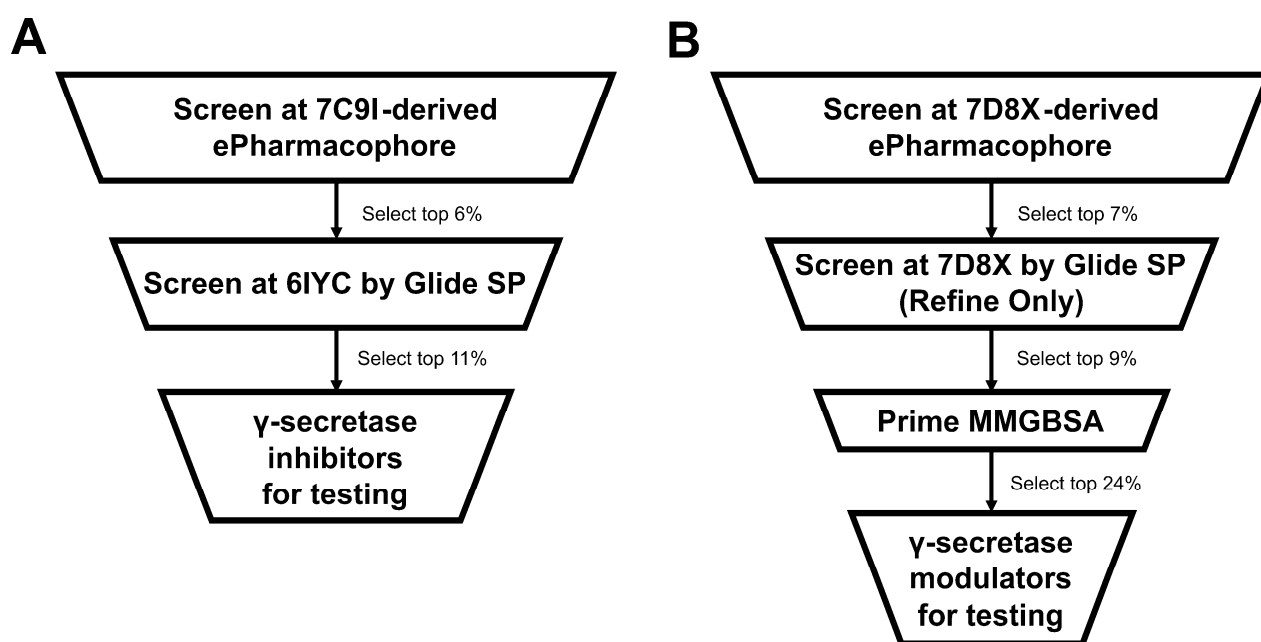 A
Screen at 7C9I-derived
ePharmacophore
Select top 6%
Screen at 6IYC by Glide SP
Select top 11%
γ-secretase
inhibitors
for testing
B
Screen at 7D8X-derived
ePharmacophore
Select top 7%
Screen at 7D8X by Glide SP
(Refine Only)
Select top 9%
Prime MMGBSA
Select top 24%
γ-secretase
modulators
for testing